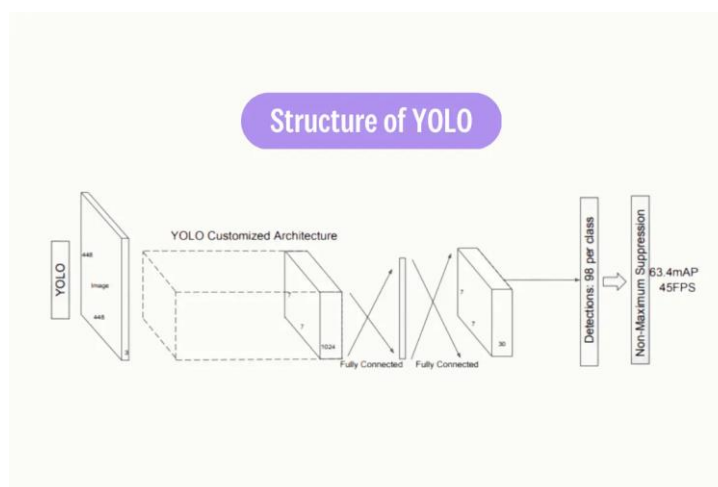 Structure of YOLO
YOLO
448
Image
448
3
YOLO Customized Architecture
7
7
1024
Fully Connected
Fully Connected
7
7
30
Detections: 98 per class
Non-Maximum Suppression
63.4mAP
45FPS